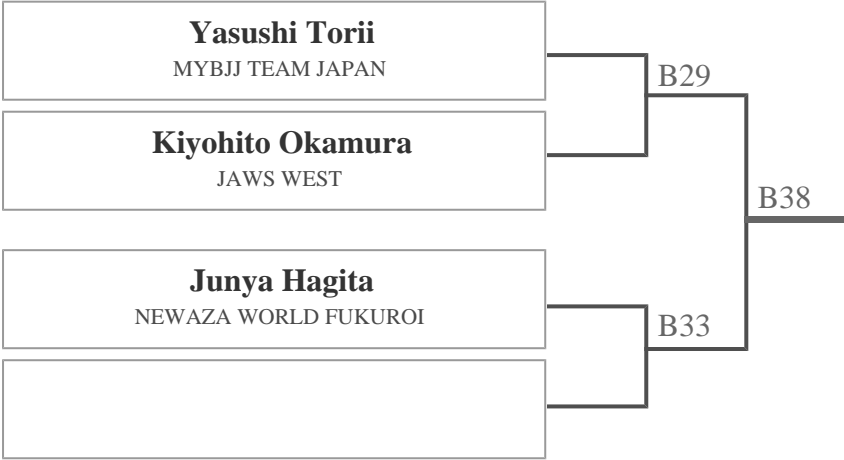 Yasushi Torii
MYBJJ TEAM JAPAN
B29
Kiyohito Okamura
JAWS WEST
B38
Junya Hagita
NEWAZA WORLD FUKUROI
B33